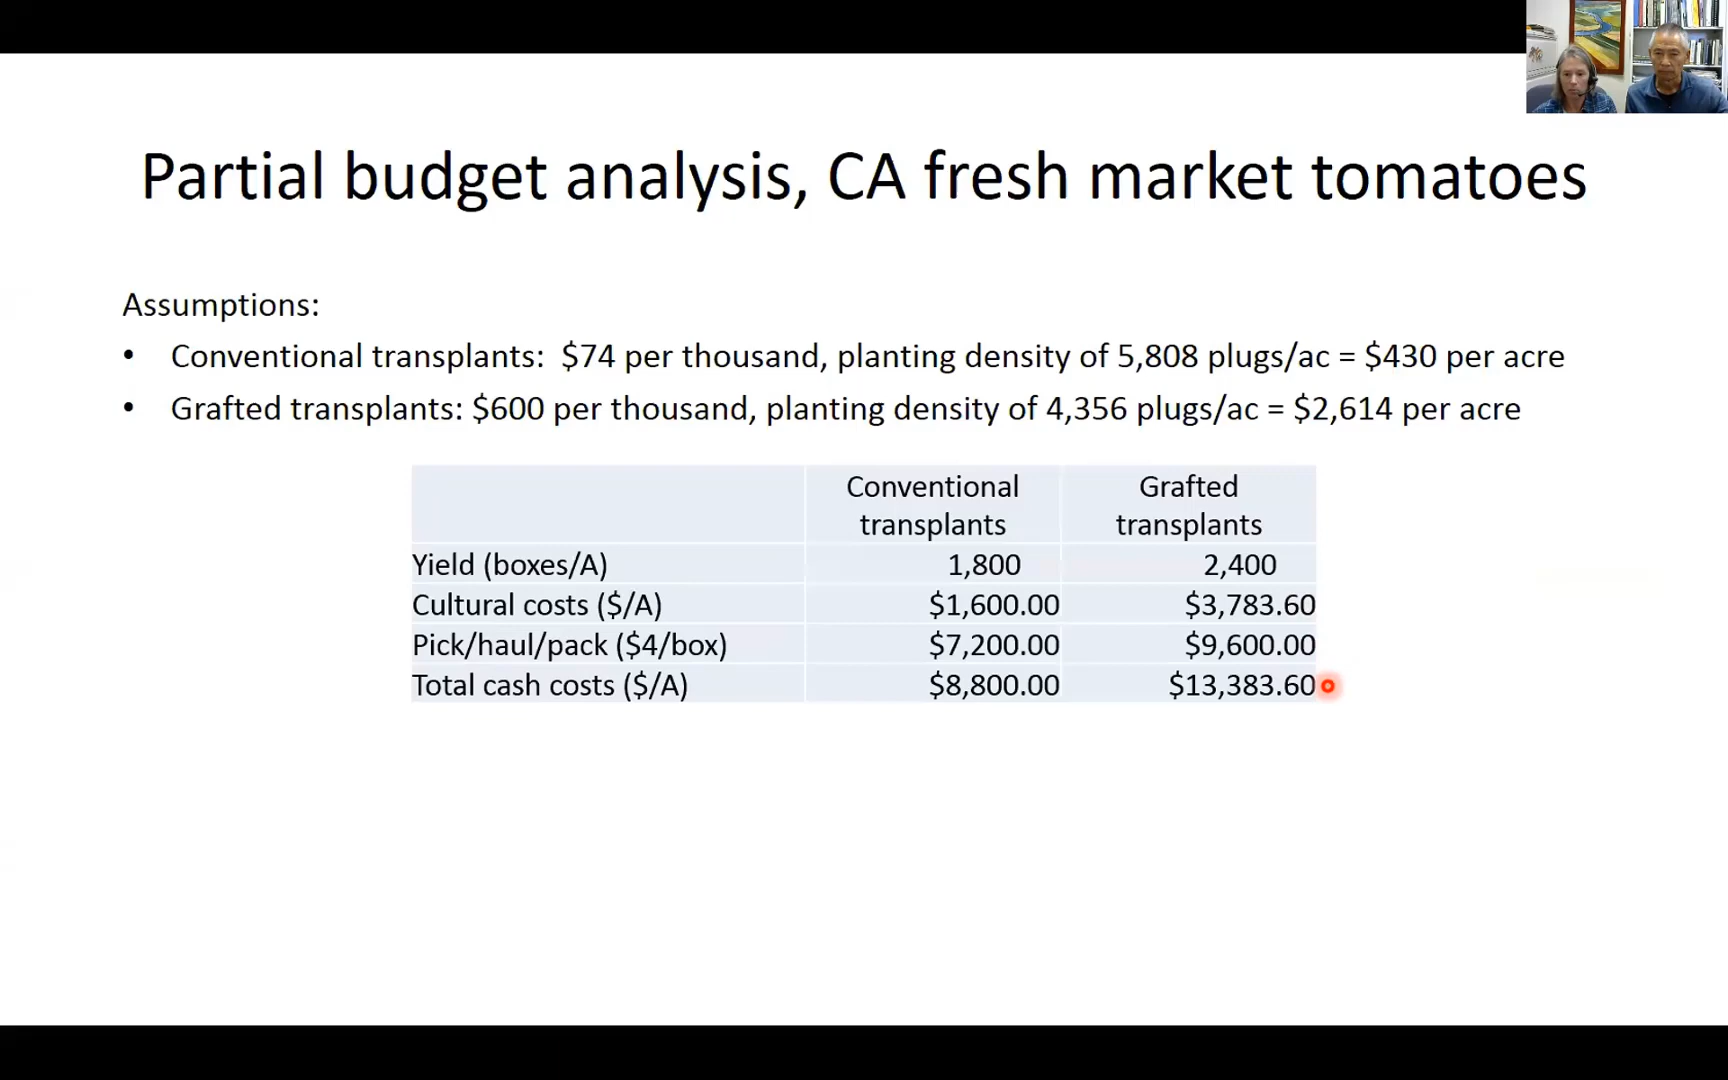 Partial budget analysis, CA fresh market tomatoes
Assumptions:
• Conventional transplants: $74 per thousand, planting density of 5,808 plugs/ac = $430 per acre
• Grafted transplants: $600 per thousand, planting density of 4,356 plugs/ac = $2,614 per acre
Conventional transplants Grafted transplants
Yield (boxes/A) 1,800 2,400
Cultural costs ($/A) $1,600.00 $3,783.60
Pick/haul/pack ($4/box) $7,200.00 $9,600.00
Total cash costs ($/A) $8,800.00 $13,383.60